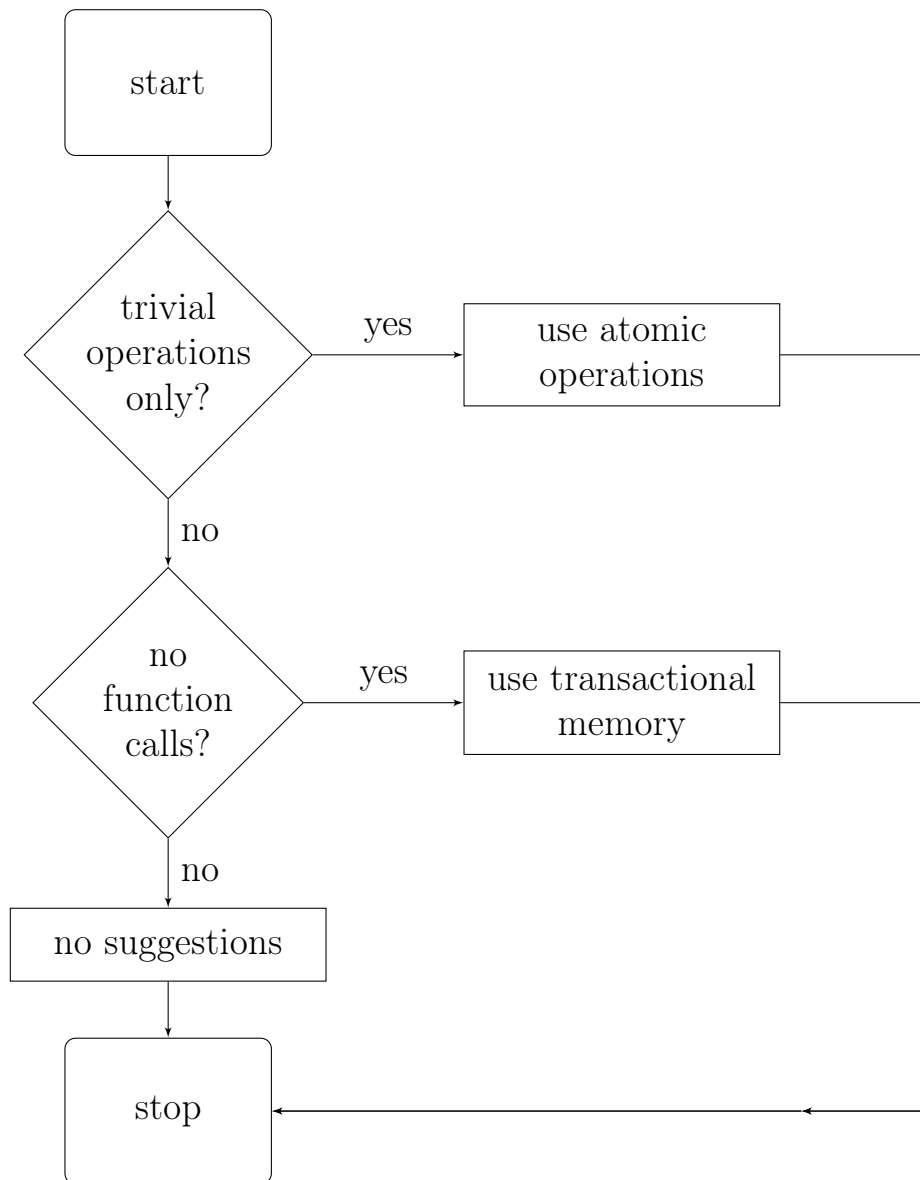 start
trivial
operations
only?
yes
use atomic
operations
no
no
function
calls?
yes
use transactional
memory
no
no suggestions
stop